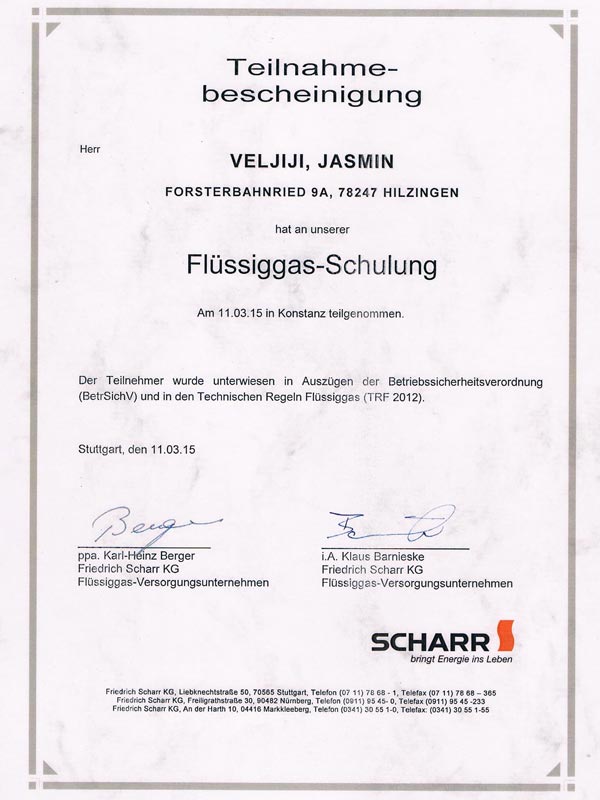 Teilnahme-
bescheinigung
Herr
VELJIJI, JASMIN
FORSTERBAHNRIED 9A, 78247 HILZINGEN
hat an unserer
Flüssiggas-Schulung
Am 11.03.15 in Konstanz teilgenommen.
Der Teilnehmer wurde unterwiesen in Auszügen der Betriebssicherheitsverordnung
(BetrSichV) und in den Technischen Regeln Flüssiggas (TRF 2012).
Stuttgart, den 11.03.15
Berger
ppa. Karl-Heinz Berger
Friedrich Scharr KG
Flüssiggas-Versorgungsunternehmen
i.A. Klaus Barnieske
Friedrich Scharr KG
Flüssiggas-Versorgungsunternehmen
SCHARR
bringt Energie ins Leben
Friedrich Scharr KG, Liebknechtstraße 50, 70565 Stuttgart, Telefon (07 11) 78 68 - 1, Telefax (07 11) 78 68 – 365
Friedrich Scharr KG, Freiligrathstraße 30, 90482 Nürnberg, Telefon (0911) 95 45- 0, Telefax (0911) 95 45 -233
Friedrich Scharr KG, An der Harth 10, 04416 Markkleeberg, Telefon (0341) 30 55 1-0, Telefax: (0341) 30 55 1-55